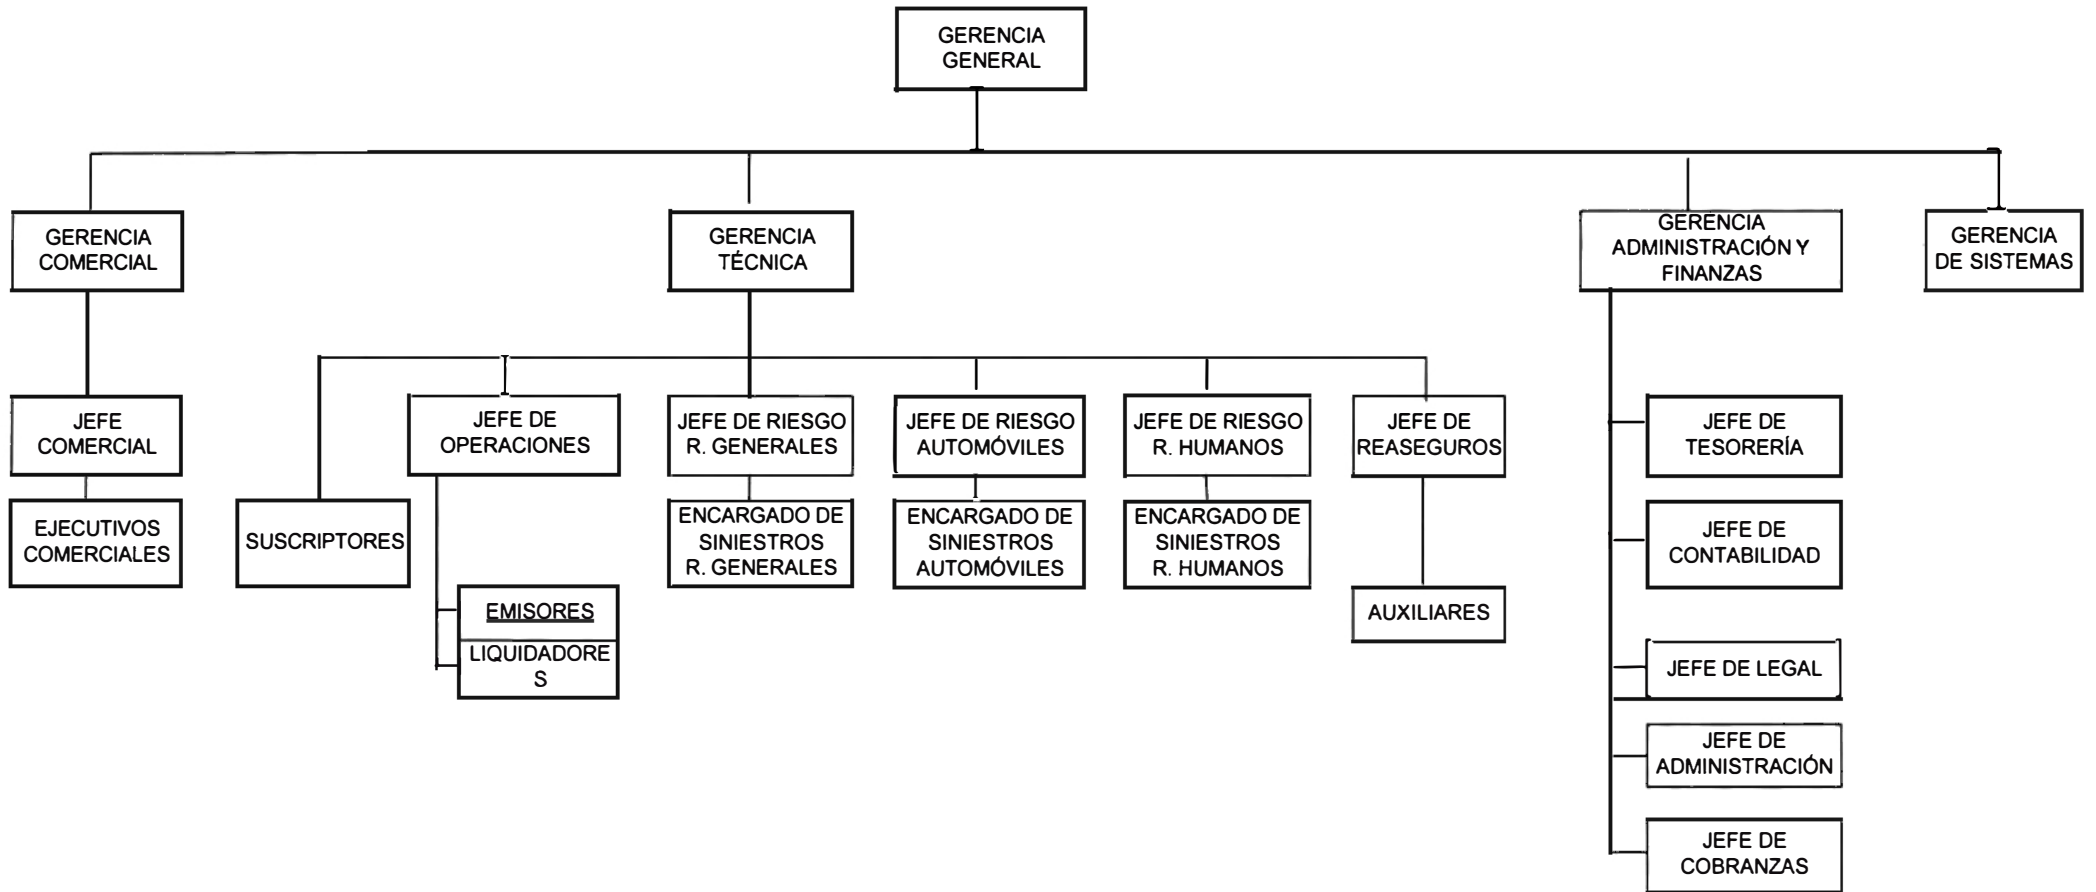 GERENCIA
GENERAL
GERENCIA
COMERCIAL
GERENCIA
TÉCNICA
GERENCIA
ADMINISTRACIÓN Y
FINANZAS
GERENCIA
DE SISTEMAS
JEFE
COMERCIAL
JEFE DE
OPERACIONES
JEFE DE RIESGO
R. GENERALES
JEFE DE RIESGO
AUTOMÓVILES
JEFE DE RIESGO
R. HUMANOS
JEFE DE
REASEGUROS
JEFE DE
TESORERÍA
EJECUTIVOS
COMERCIALES
SUSCRIPTORES
ENCARGADO DE
SINIESTROS
R. GENERALES
ENCARGADO DE
SINIESTROS
AUTOMÓVILES
ENCARGADO DE
SINIESTROS
R. HUMANOS
JEFE DE
CONTABILIDAD
EMISORES
LIQUIDADORE
S
AUXILIARES
JEFE DE LEGAL
JEFE DE
ADMINISTRACIÓN
JEFE DE
COBRANZAS